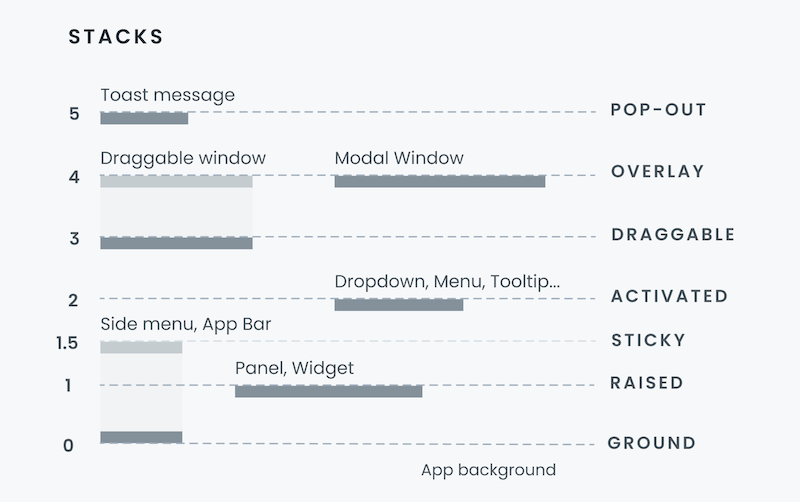 STACKS
Toast message
5 POP-OUT
Draggable window Modal Window
4 OVERLAY
3 DRAGGABLE
Dropdown, Menu, Tooltip...
2 ACTIVATED
Side menu, App Bar
1.5 STICKY
Panel, Widget
1 RAISED
0 GROUND
App background